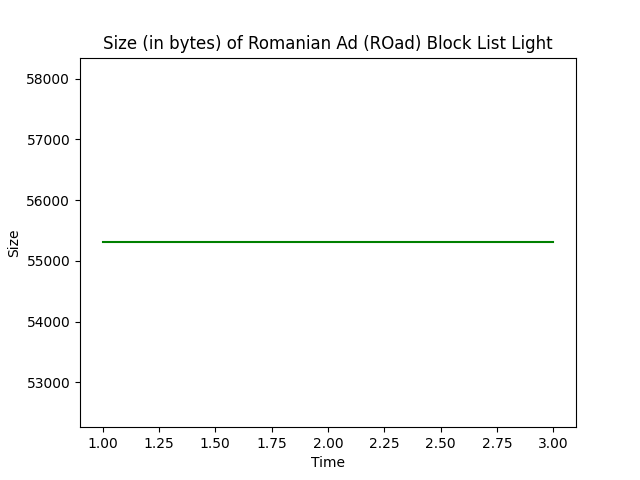 Size (in bytes) of Romanian Ad (ROad) Block List Light
58000
57000
56000
55000
54000
53000
Size
1.00 1.25 1.50 1.75 2.00 2.25 2.50 2.75 3.00
Time